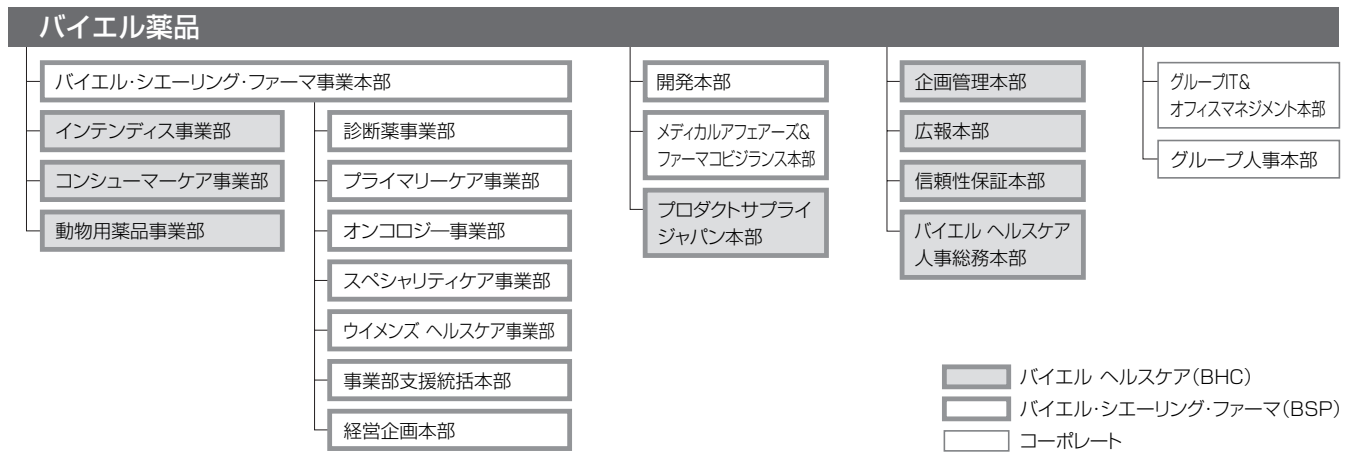 バイエル薬品
バイエル・シエーリング・ファーマ事業本部
インテンディス事業部
コンシューマーケア事業部
動物用薬品事業部
診断薬事業部
プライマリーケア事業部
オンコロジー事業部
スペシャリティケア事業部
ウイメンズ ヘルスケア事業部
事業部支援統括本部
経営企画本部
開発本部
メディカルアフェアーズ&
ファーマコビジランス本部
プロダクトサプライ
ジャパン本部
企画管理本部
広報本部
信頼性保証本部
バイエル ヘルスケア
人事総務本部
グループIT&
オフィスマネジメント本部
グループ人事本部
バイエル ヘルスケア(BHC)
バイエル・シエーリング・ファーマ(BSP)
コーポレート